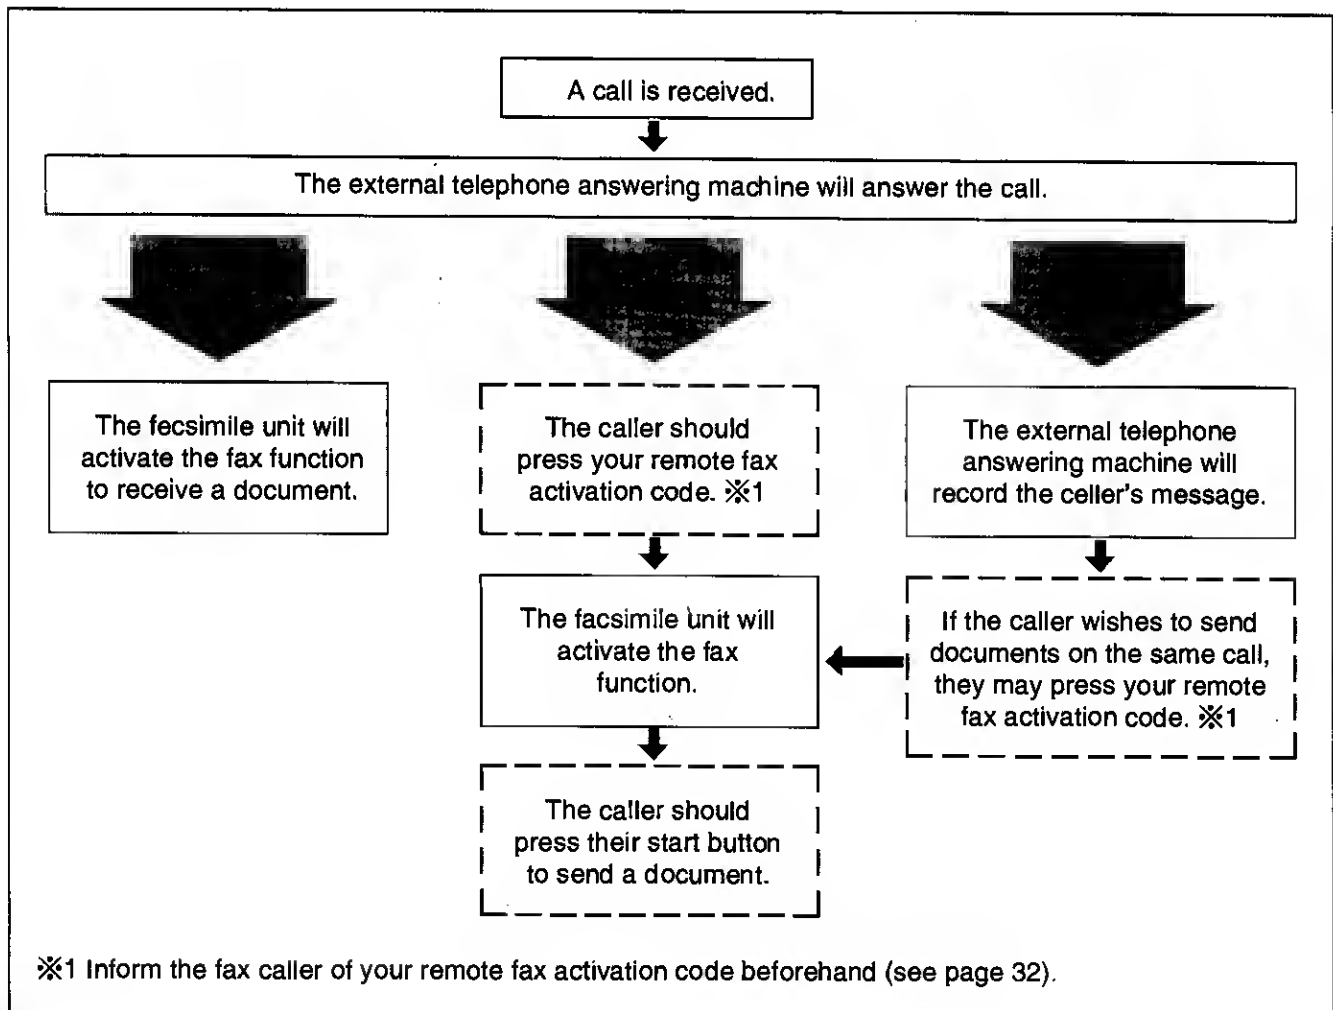 A call is received.
The external telephone answering machine will answer the call.
The fecsimile unit will
activate the fax function
to receive a document.
The caller should
press your remote fax
activation code. ※1
The facsimile unit will
activate the fax
function.
The caller should
press their start button
to send a document.
The external telephone
answering machine will
record the celler's message.
If the caller wishes to send
documents on the same call,
they may press your remote
fax activation code. ※1
※1 Inform the fax caller of your remote fax activation code beforehand (see page 32).